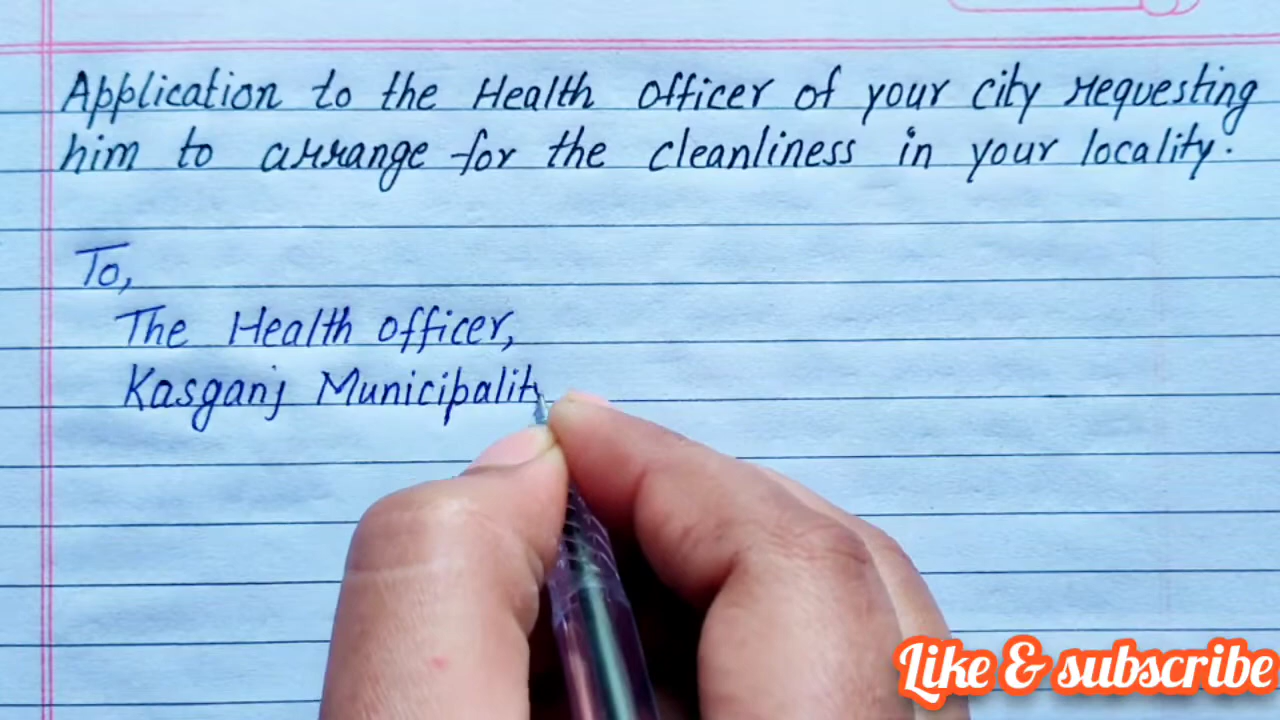 Application to the Health officer of your city requesting
him to arrange for the cleanliness in your locality.
To,
The Health officer,
Kasganj Municipality
Like & subscribe